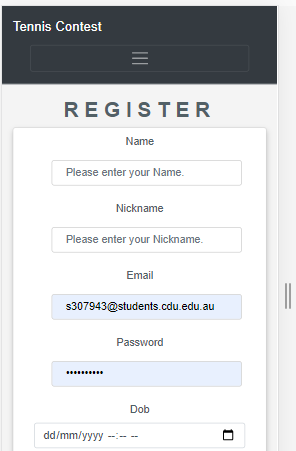 Tennis Contest
REGISTER
Name
Please enter your Name.
Nickname
Please enter your Nickname.
Email
s307943@students.cdu.edu.au
Password
••••••••••
Dob
dd/mm/yyyy --:-- --